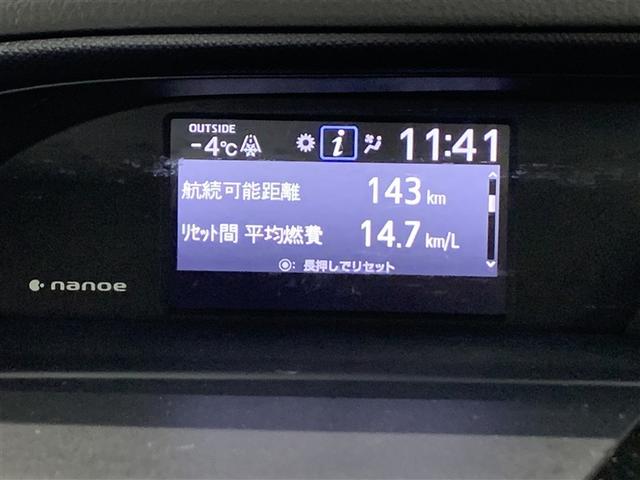 OUTSIDE
-4℃ i 11:41
航続可能距離 143 km
ﾘｾｯﾄ間 平均燃費 14.7 km/L
◉: 長押しでリセット
nanoe